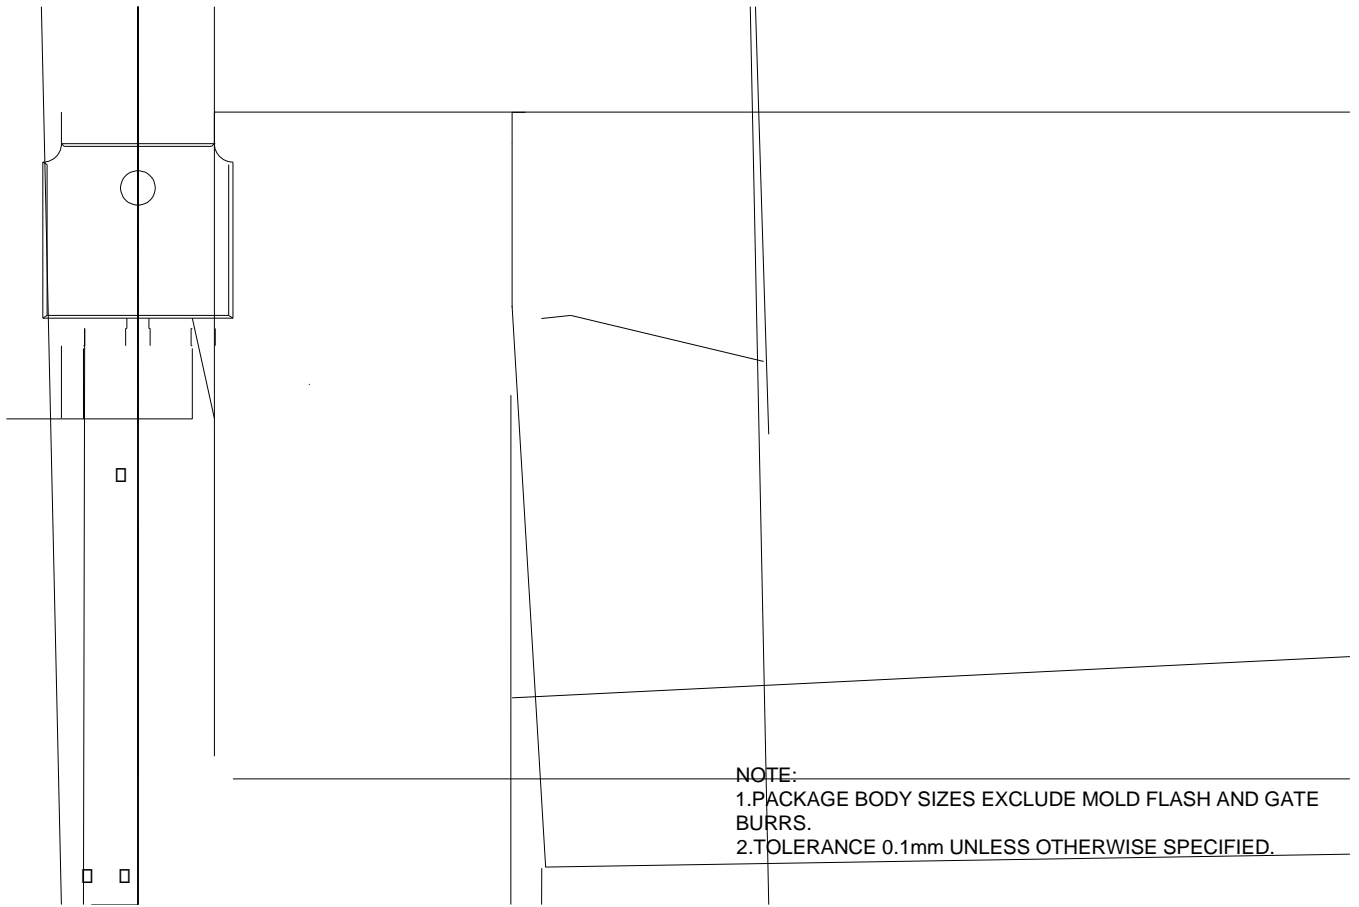 NOTE:
1.PACKAGE BODY SIZES EXCLUDE MOLD FLASH AND GATE
BURRS.
2.TOLERANCE 0.1mm UNLESS OTHERWISE SPECIFIED.